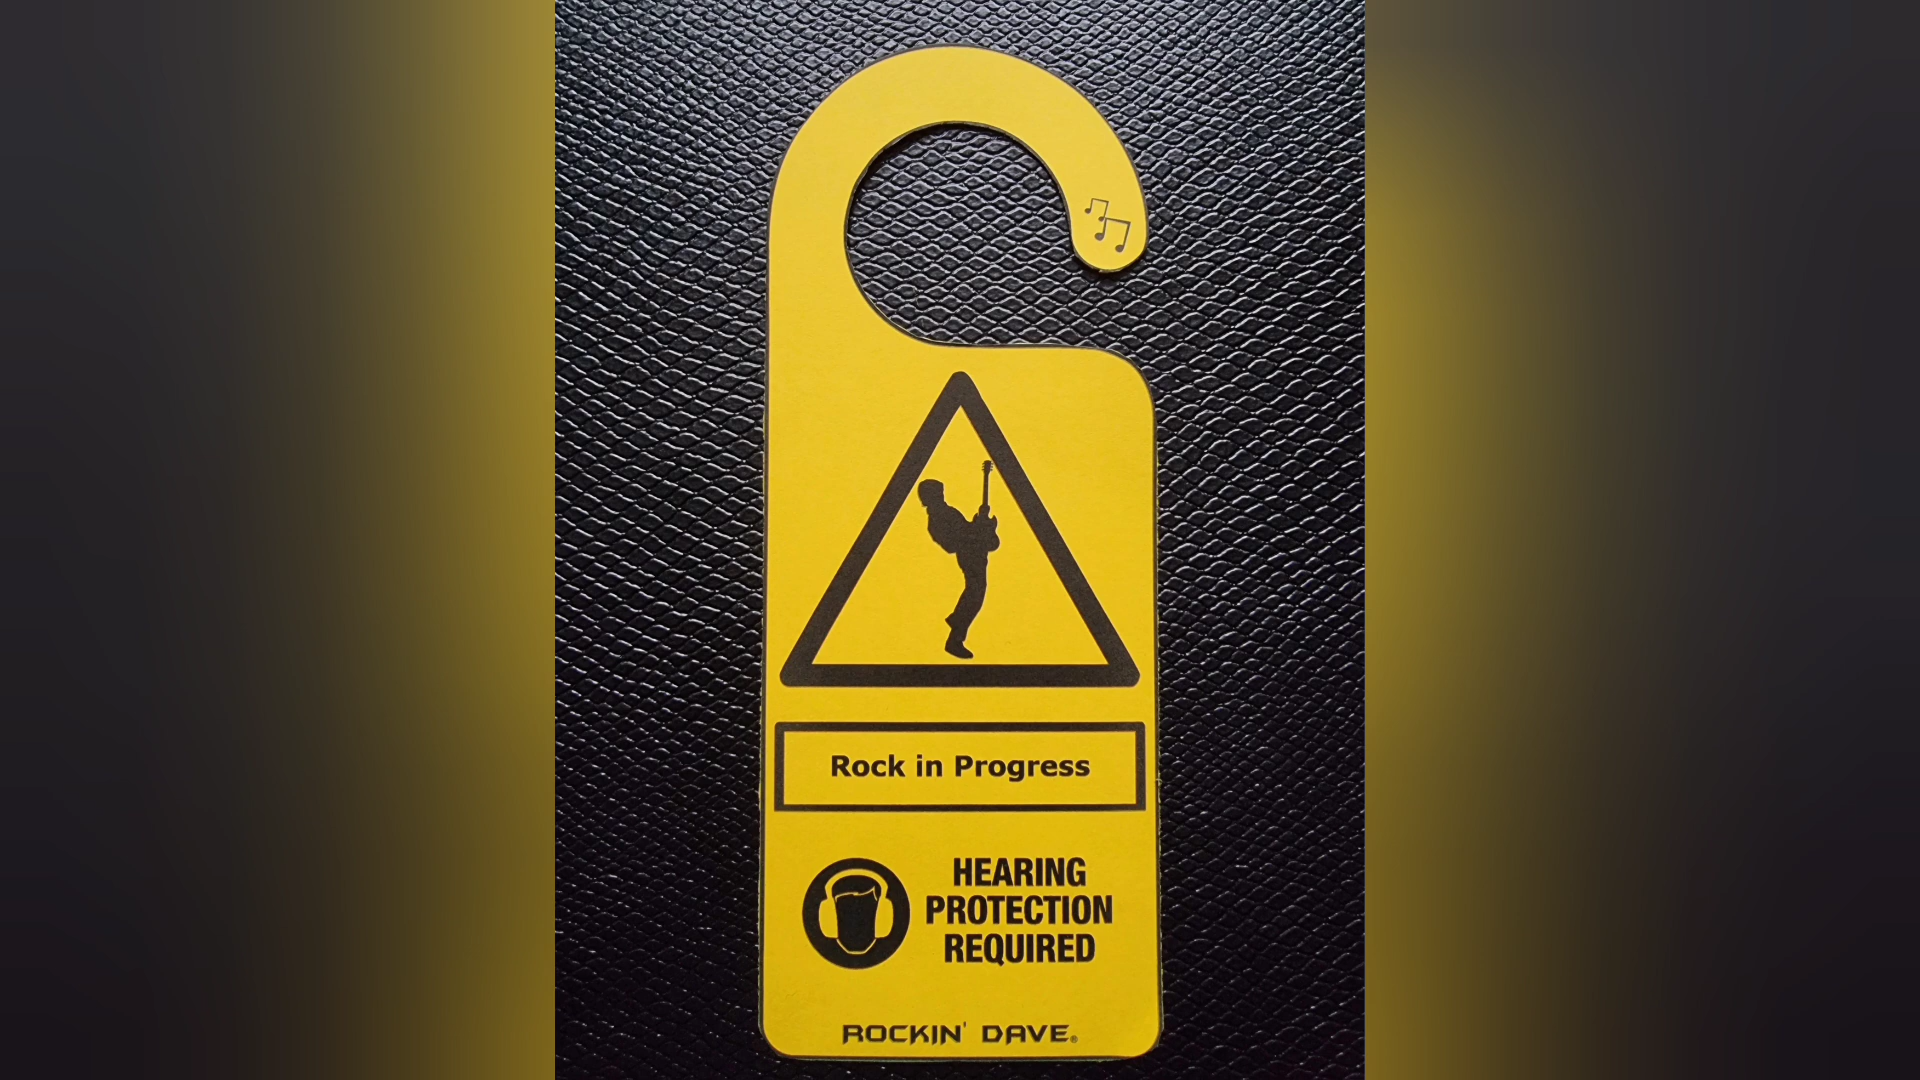 Rock in Progress
HEARING
PROTECTION
REQUIRED
ROCKIN' DAVE®